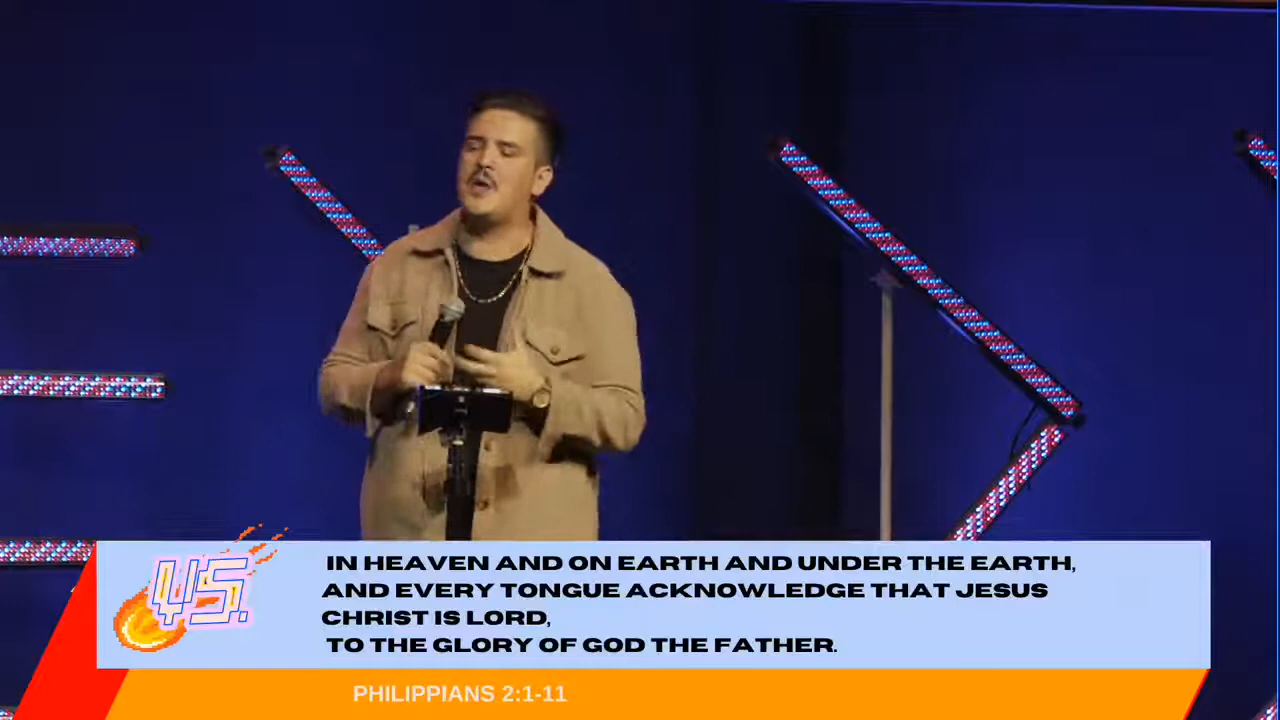 VS.
IN HEAVEN AND ON EARTH AND UNDER THE EARTH,
AND EVERY TONGUE ACKNOWLEDGE THAT JESUS
CHRIST IS LORD,
TO THE GLORY OF GOD THE FATHER.
PHILIPPIANS 2:1-11